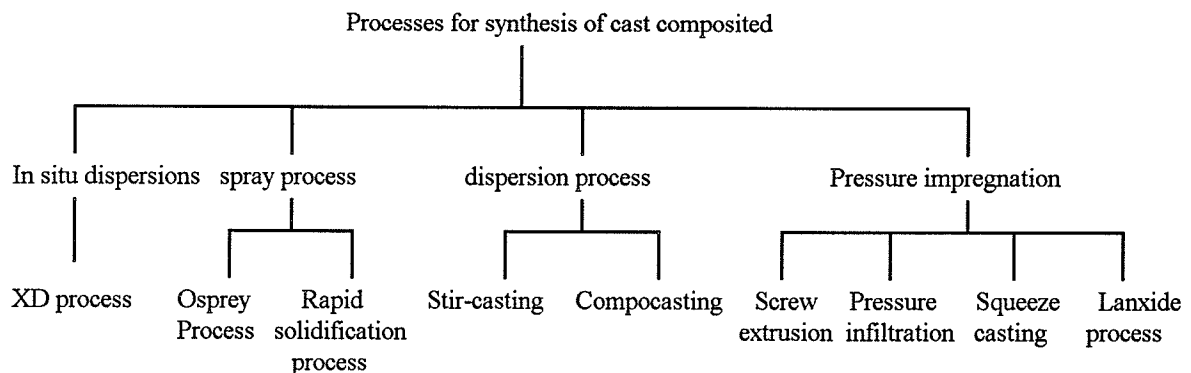 Processes for synthesis of cast composited
In situ dispersions spray process dispersion process Pressure impregnation
XD process Osprey Rapid Stir-casting Compocasting Screw Pressure Squeeze Lanxide
Process solidification extrusion infiltration casting process
process